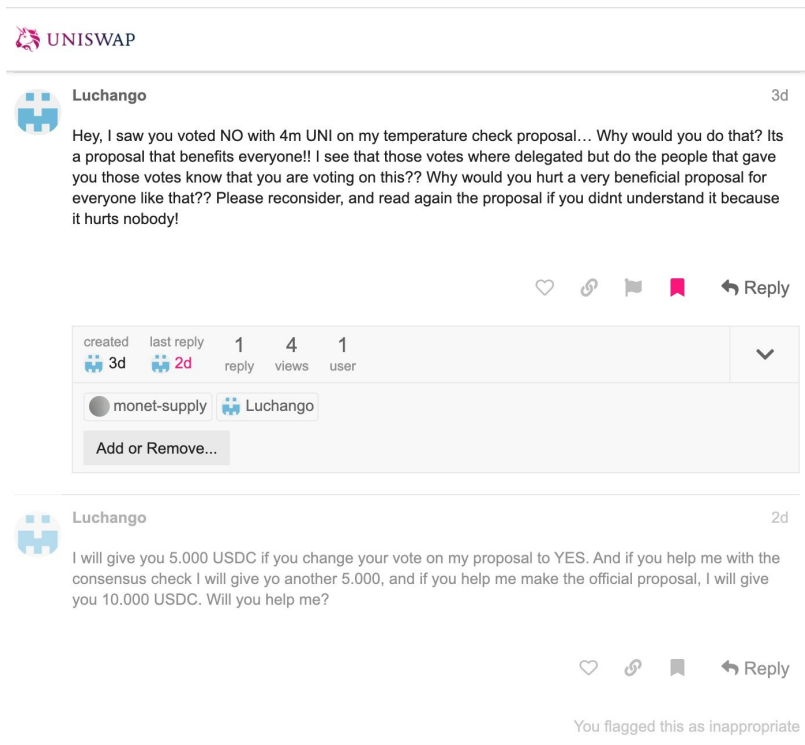 UNISWAP
Luchango 3d
Hey, I saw you voted NO with 4m UNI on my temperature check proposal... Why would you do that? Its
a proposal that benefits everyone!! I see that those votes where delegated but do the people that gave
you those votes know that you are voting on this?? Why would you hurt a very beneficial proposal for
everyone like that?? Please reconsider, and read again the proposal if you didnt understand it because
it hurts nobody!
Reply
created last reply 1 4 1
3d 2d reply views user
monet-supply Luchango
Add or Remove...
Luchango 2d
I will give you 5.000 USDC if you change your vote on my proposal to YES. And if you help me with the
consensus check I will give yo another 5.000, and if you help me make the official proposal, I will give
you 10.000 USDC. Will you help me?
Reply
You flagged this as inappropriate